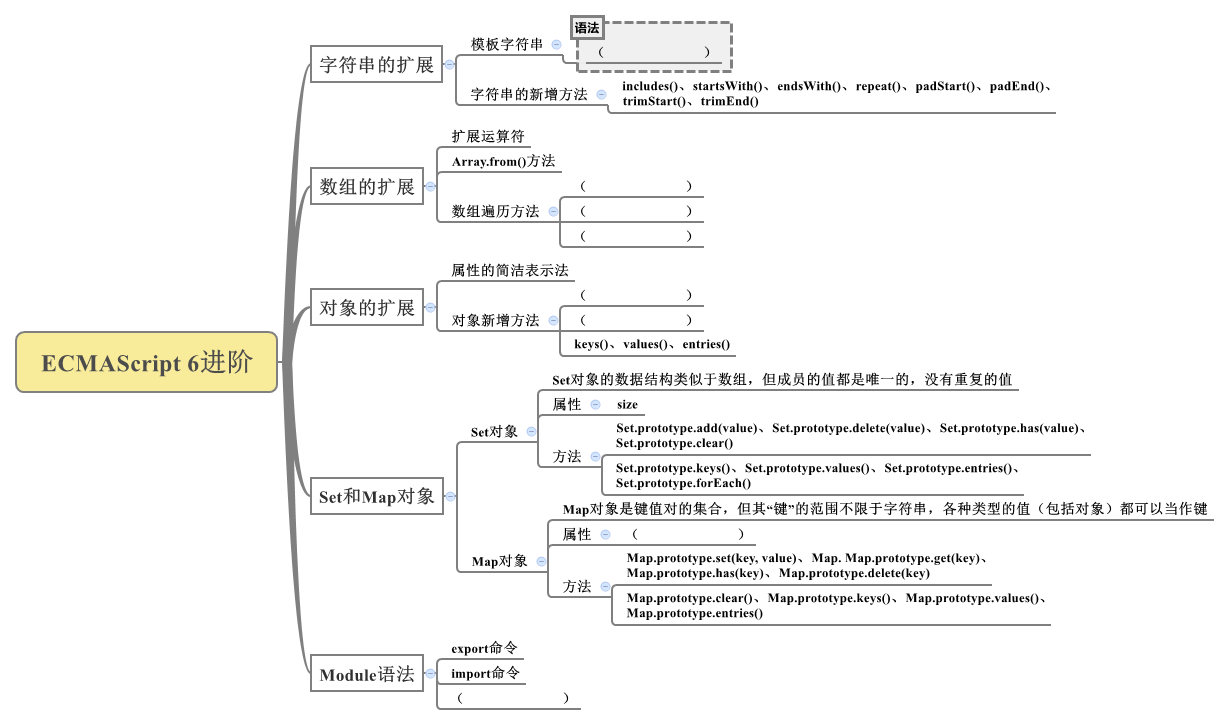 ECMAScript 6进阶
字符串的扩展
模板字符串
语法
（ ）
字符串的新增方法
includes()、startsWith()、endsWith()、repeat()、padStart()、padEnd()、
trimStart()、trimEnd()
数组的扩展
扩展运算符
Array.from()方法
数组遍历方法
（ ）
（ ）
（ ）
对象的扩展
属性的简洁表示法
对象新增方法
（ ）
（ ）
keys()、values()、entries()
Set和Map对象
Set对象
Set对象的数据结构类似于数组，但成员的值都是唯一的，没有重复的值
属性
size
方法
Set.prototype.add(value)、Set.prototype.delete(value)、Set.prototype.has(value)、
Set.prototype.clear()
Set.prototype.keys()、Set.prototype.values()、Set.prototype.entries()、
Set.prototype.forEach()
Map对象
Map对象是键值对的集合，但其“键”的范围不限于字符串，各种类型的值（包括对象）都可以当作键
属性
（ ）
方法
Map.prototype.set(key, value)、Map. Map.prototype.get(key)、
Map.prototype.has(key)、Map.prototype.delete(key)
Map.prototype.clear()、Map.prototype.keys()、Map.prototype.values()、
Map.prototype.entries()
Module语法
export命令
import命令
（ ）